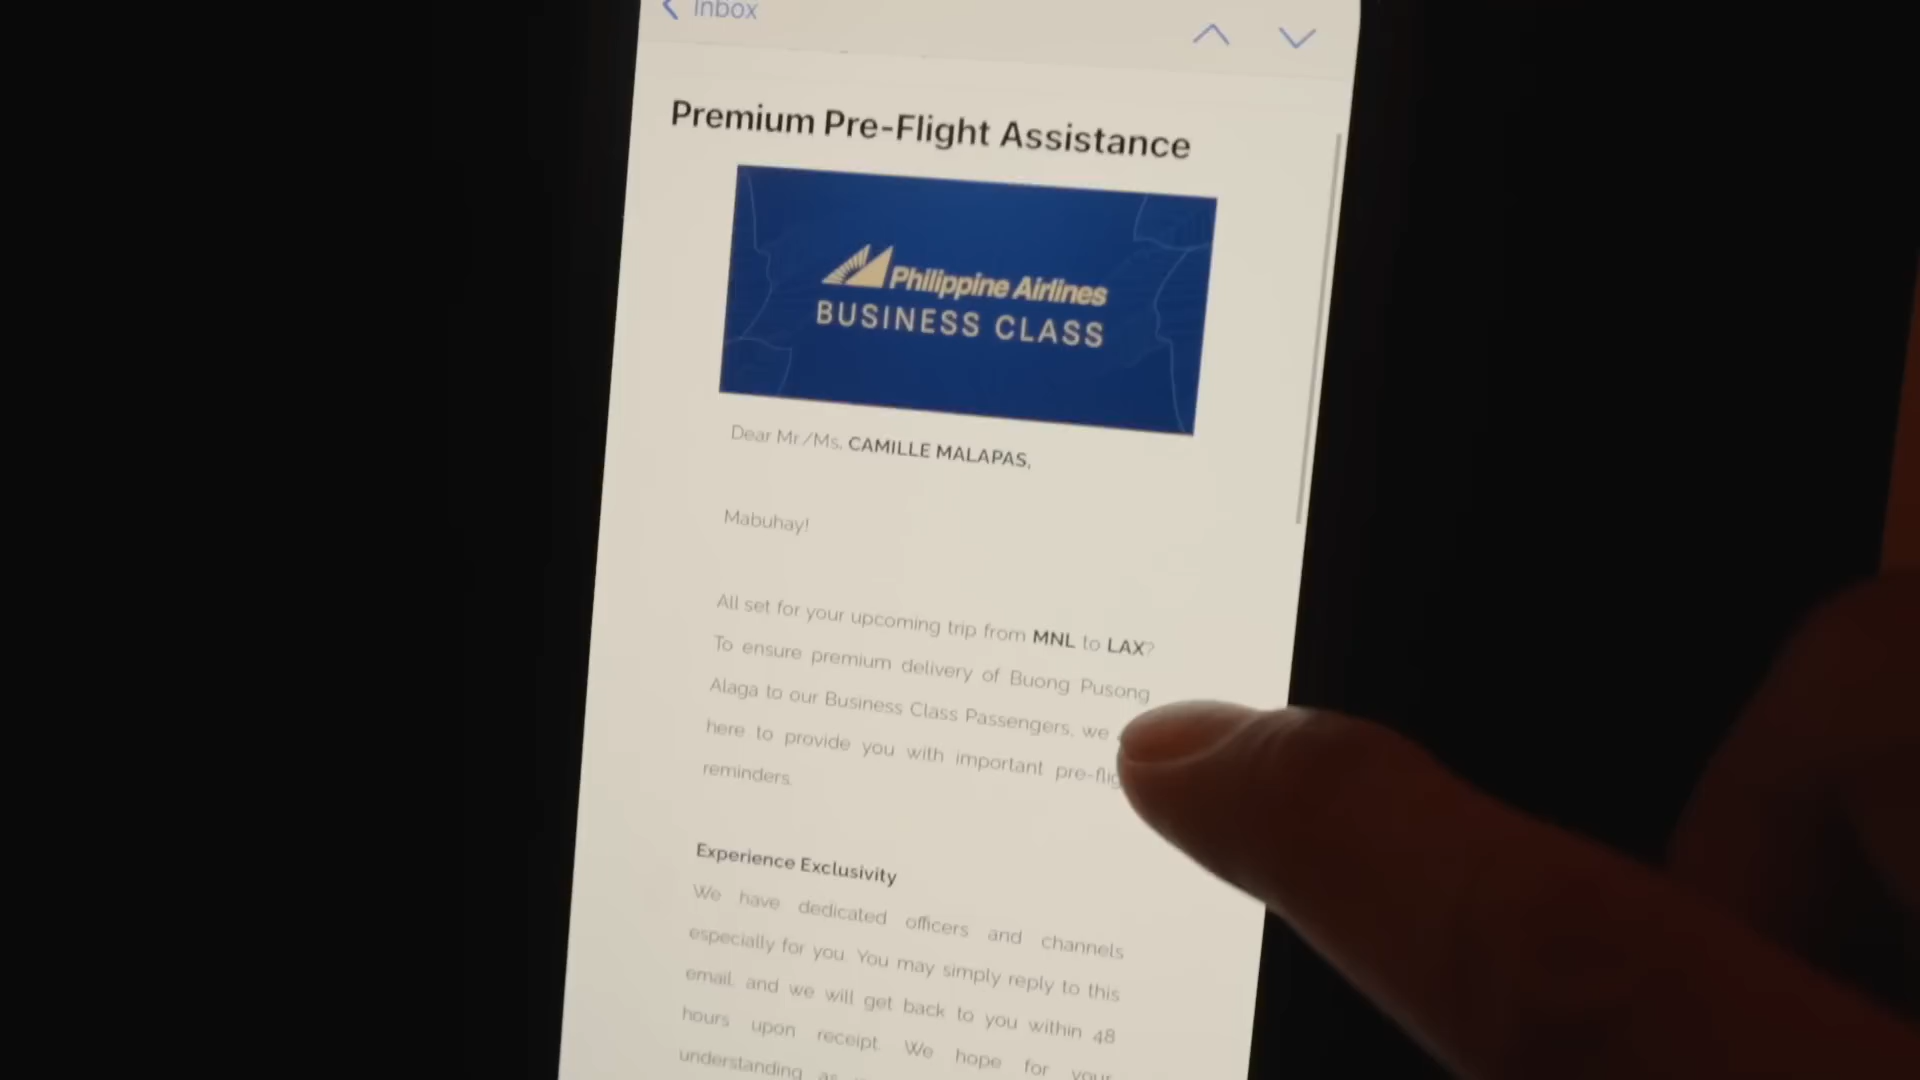 Inbox
Premium Pre-Flight Assistance
Philippine Airlines
BUSINESS CLASS
Dear Mr./Ms. CAMILLE MALAPAS,
Mabuhay!
All set for your upcoming trip from MNL to LAX?
To ensure premium delivery of Buong Pusong
Alaga to our Business Class Passengers, we
here to provide you with important
reminders.
Experience Exclusivity
We have dedicated officers and channels
especially for you. You may simply reply to this
email, and we will get back to you within 48
hours upon receipt. We hope for your
understanding